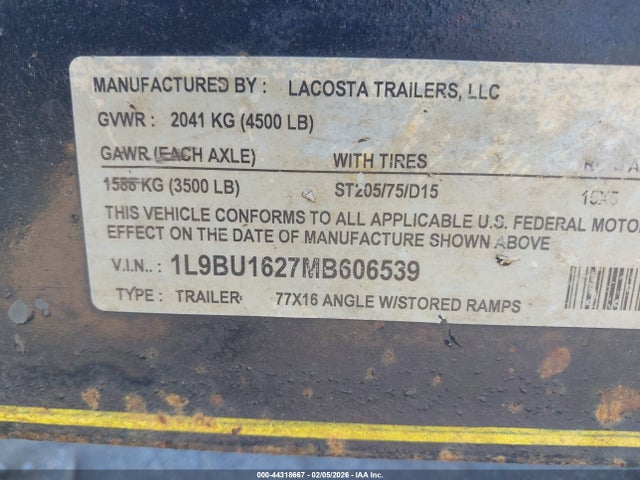 MANUFACTURED BY : LACOSTA TRAILERS, LLC
GVWR : 2041 KG (4500 LB)
GAWR (EACH AXLE) WITH TIRES
1588 KG (3500 LB) ST205/75/D15 15X5
THIS VEHICLE CONFORMS TO ALL APPLICABLE U.S. FEDERAL MOTO
EFFECT ON THE DATE OF MANUFACTURE SHOWN ABOVE
V.I.N.. : 1L9BU1627MB606539
TYPE : TRAILER 77X16 ANGLE W/STORED RAMPS
000-44318667 - 02/05/2026 - IAA Inc.